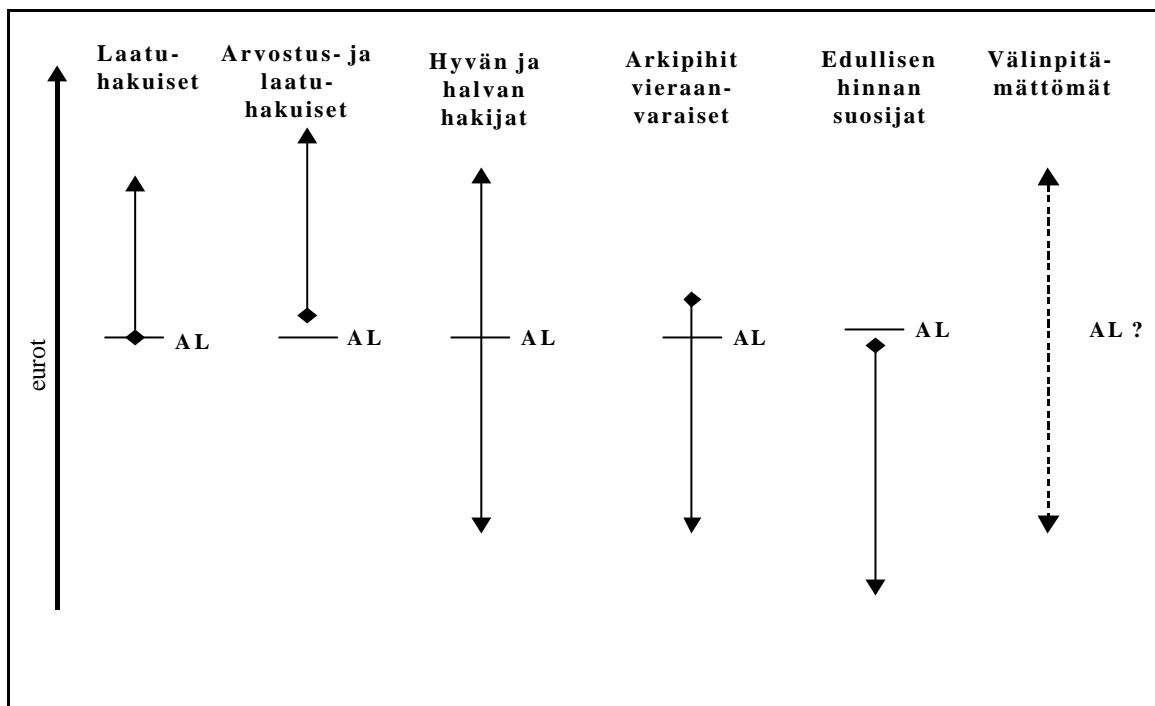 Laatu-
hakuiset
Arvostus- ja
laatu-
hakuiset
Hyvän ja
halvan
hakijat
Arkipihit
vieraan-
varaiset
Edullisen
hinnan
suosijat
Välinpitä-
mättömät
eurot
AL
AL
AL
AL
AL
AL ?